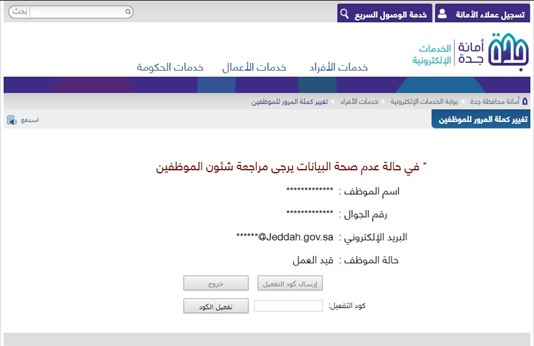 تسجيل عملاء الأمانة
خدمة الوصول السريع
بحث
أمانة جدة
الخدمات الإلكترونية
خدمات الأفراد
خدمات الأعمال
خدمات الحكومة
أمانة محافظة جدة > بوابة الخدمات الإلكترونية > خدمات الأفراد > تغيير كملة المرور للموظفين
تغيير كملة المرور للموظفين
استمع
* في حالة عدم صحة البيانات يرجى مراجعة شئون الموظفين
اسم الموظف : *************
رقم الجوال : *************
البريد الإلكتروني : ******@Jeddah.gov.sa
حالة الموظف : قيد العمل
إرسال كود التفعيل
خروج
كود التفعيل:
تفعيل الكود